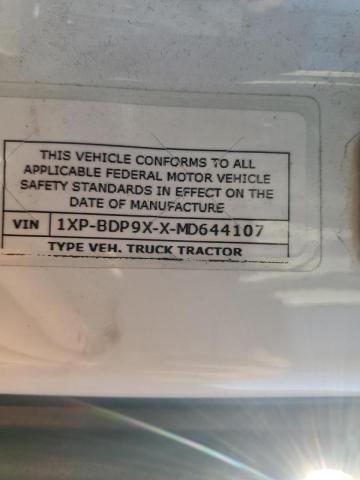 THIS VEHICLE CONFORMS TO ALL
APPLICABLE FEDERAL MOTOR VEHICLE
SAFETY STANDARDS IN EFFECT ON THE
DATE OF MANUFACTURE
VIN 1XP-BDP9X-X-MD644107
TYPE VEH. TRUCK TRACTOR